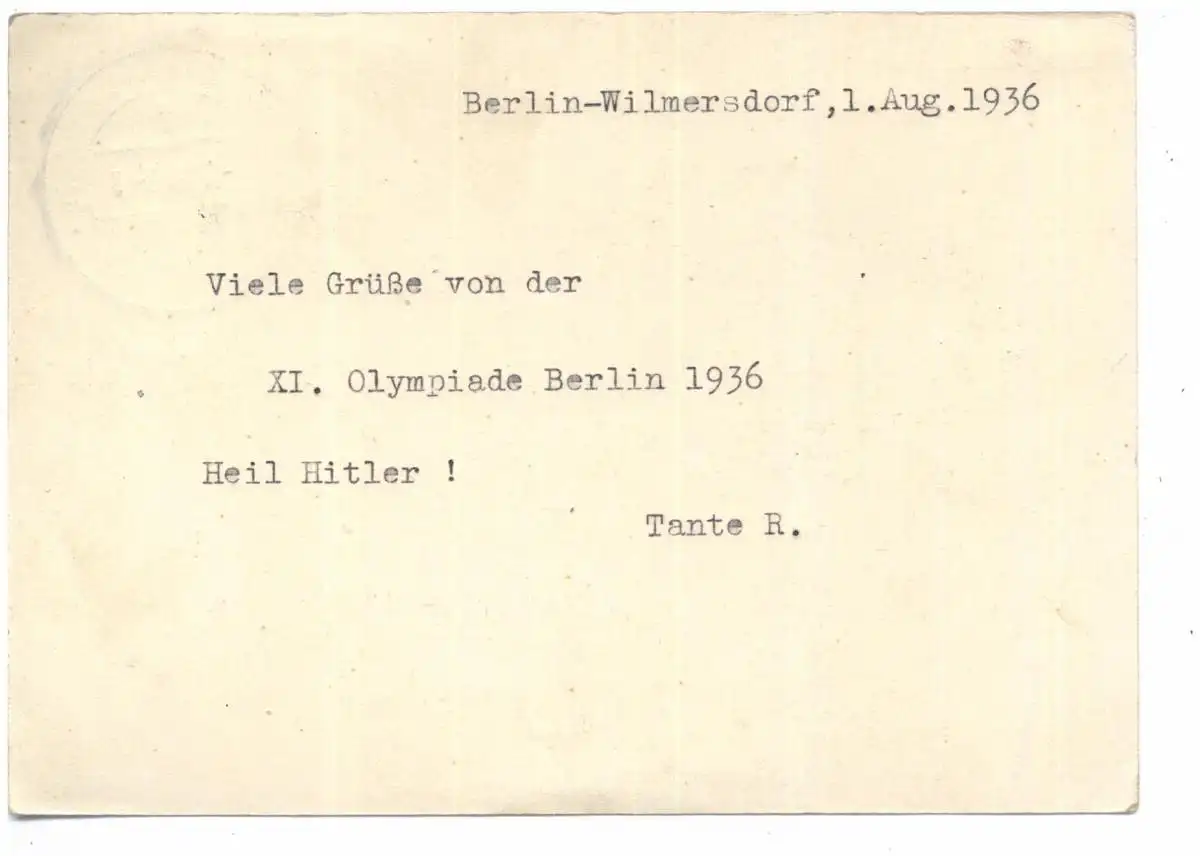 Berlin-Wilmersdorf,1.Aug.1936
Viele Grüße von der
XI. Olympiade Berlin 1936
Heil Hitler !
Tante R.